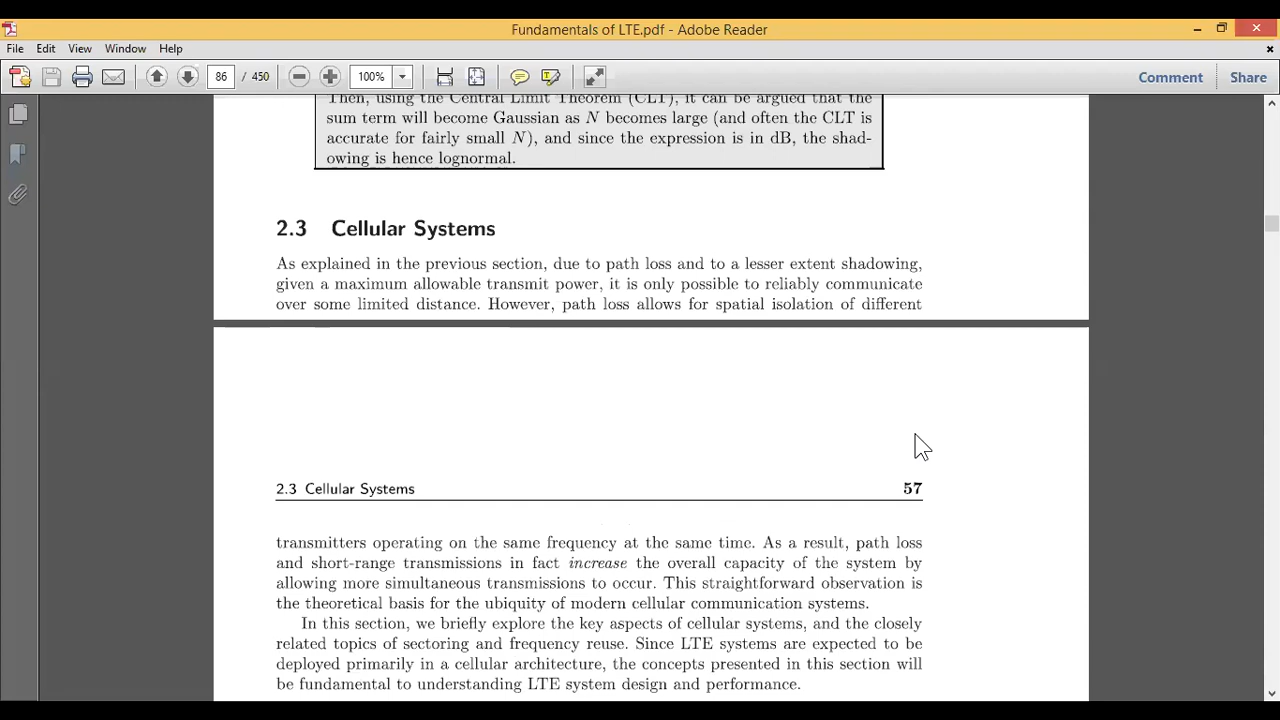 Fundamentals of LTE.pdf - Adobe Reader
File Edit View Window Help
86 / 450 100% Comment Share
Then, using the Central Limit Theorem (CLT), it can be argued that the
sum term will become Gaussian as N becomes large (and often the CLT is
accurate for fairly small N), and since the expression is in dB, the shad-
owing is hence lognormal.
2.3 Cellular Systems
As explained in the previous section, due to path loss and to a lesser extent shadowing,
given a maximum allowable transmit power, it is only possible to reliably communicate
over some limited distance. However, path loss allows for spatial isolation of different
2.3 Cellular Systems 57
transmitters operating on the same frequency at the same time. As a result, path loss
and short-range transmissions in fact increase the overall capacity of the system by
allowing more simultaneous transmissions to occur. This straightforward observation is
the theoretical basis for the ubiquity of modern cellular communication systems.
In this section, we briefly explore the key aspects of cellular systems, and the closely
related topics of sectoring and frequency reuse. Since LTE systems are expected to be
deployed primarily in a cellular architecture, the concepts presented in this section will
be fundamental to understanding LTE system design and performance.